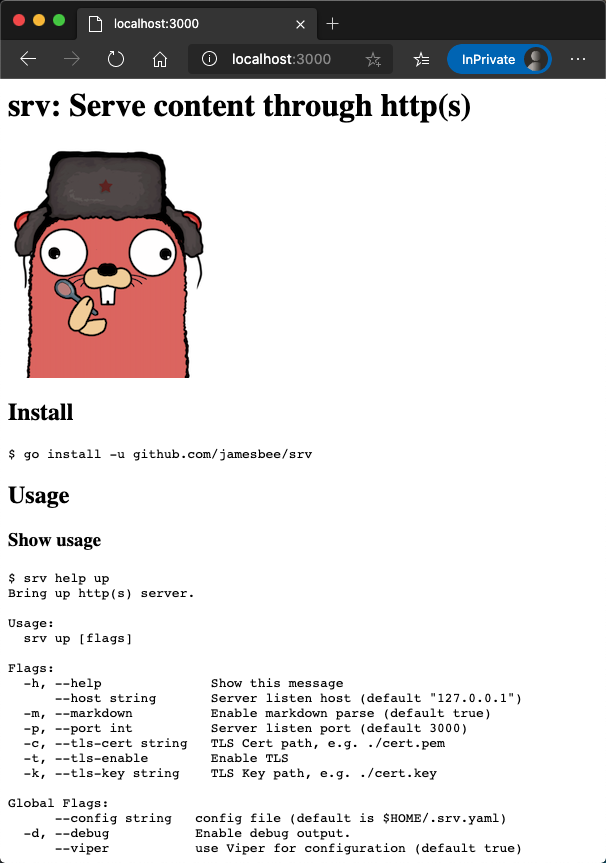 localhost:3000
localhost:3000
InPrivate
srv: Serve content through http(s)
Install
$ go install -u github.com/jamesbee/srv
Usage
Show usage
$ srv help up
Bring up http(s) server.
Usage:
  srv up [flags]
Flags:
  -h, --help              Show this message
      --host string       Server listen host (default "127.0.0.1")
  -m, --markdown          Enable markdown parse (default true)
  -p, --port int          Server listen port (default 3000)
  -c, --tls-cert string   TLS Cert path, e.g. ./cert.pem
  -t, --tls-enable        Enable TLS
  -k, --tls-key string    TLS Key path, e.g. ./cert.key
Global Flags:
      --config string   config file (default is $HOME/.srv.yaml)
  -d, --debug           Enable debug output.
      --viper           use Viper for configuration (default true)